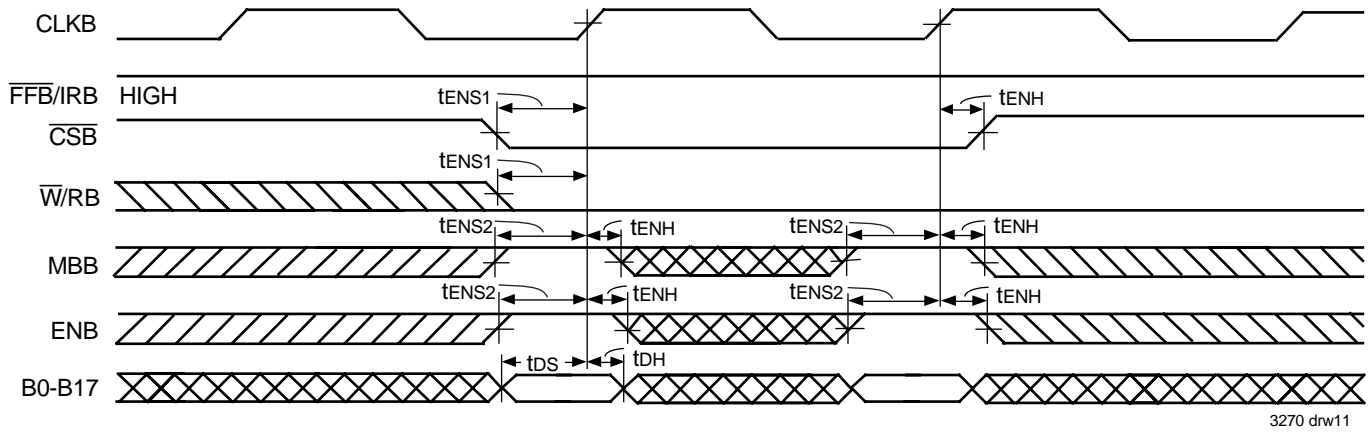 CLKB
FFB/IRB HIGH
tENS1
tENH
CSB
tENS1
W/RB
tENS2
tENH
tENS2
tENH
MBB
tENS2
tENH
tENS2
tENH
ENB
tDS
tDH
B0-B17
3270 drw11